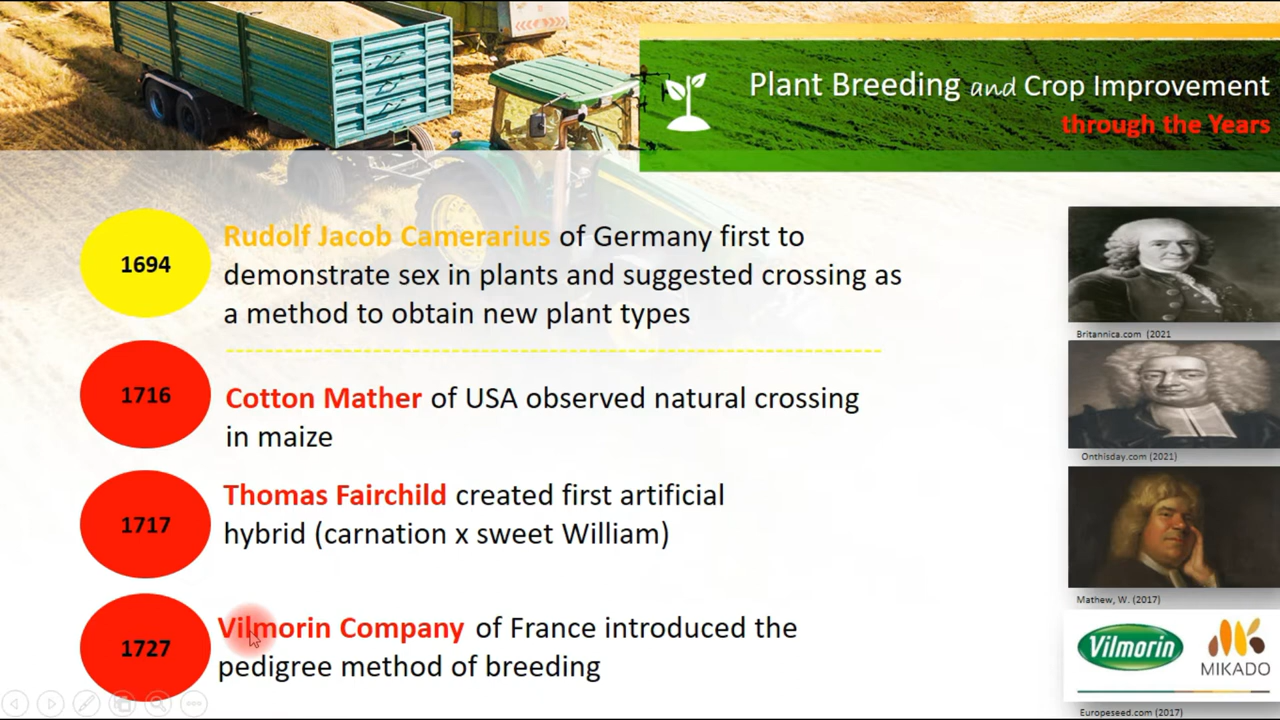 Plant Breeding and Crop Improvement
through the Years
1694
Rudolf Jacob Camerarius of Germany first to
demonstrate sex in plants and suggested crossing as
a method to obtain new plant types
Britannica.com (2021
1716
Cotton Mather of USA observed natural crossing
in maize
Onthisday.com (2021)
1717
Thomas Fairchild created first artificial
hybrid (carnation x sweet William)
Mathew, W. (2017)
1727
Vilmorin Company of France introduced the
pedigree method of breeding
Vilmorin
MIKADO
Europeseed.com (2017)